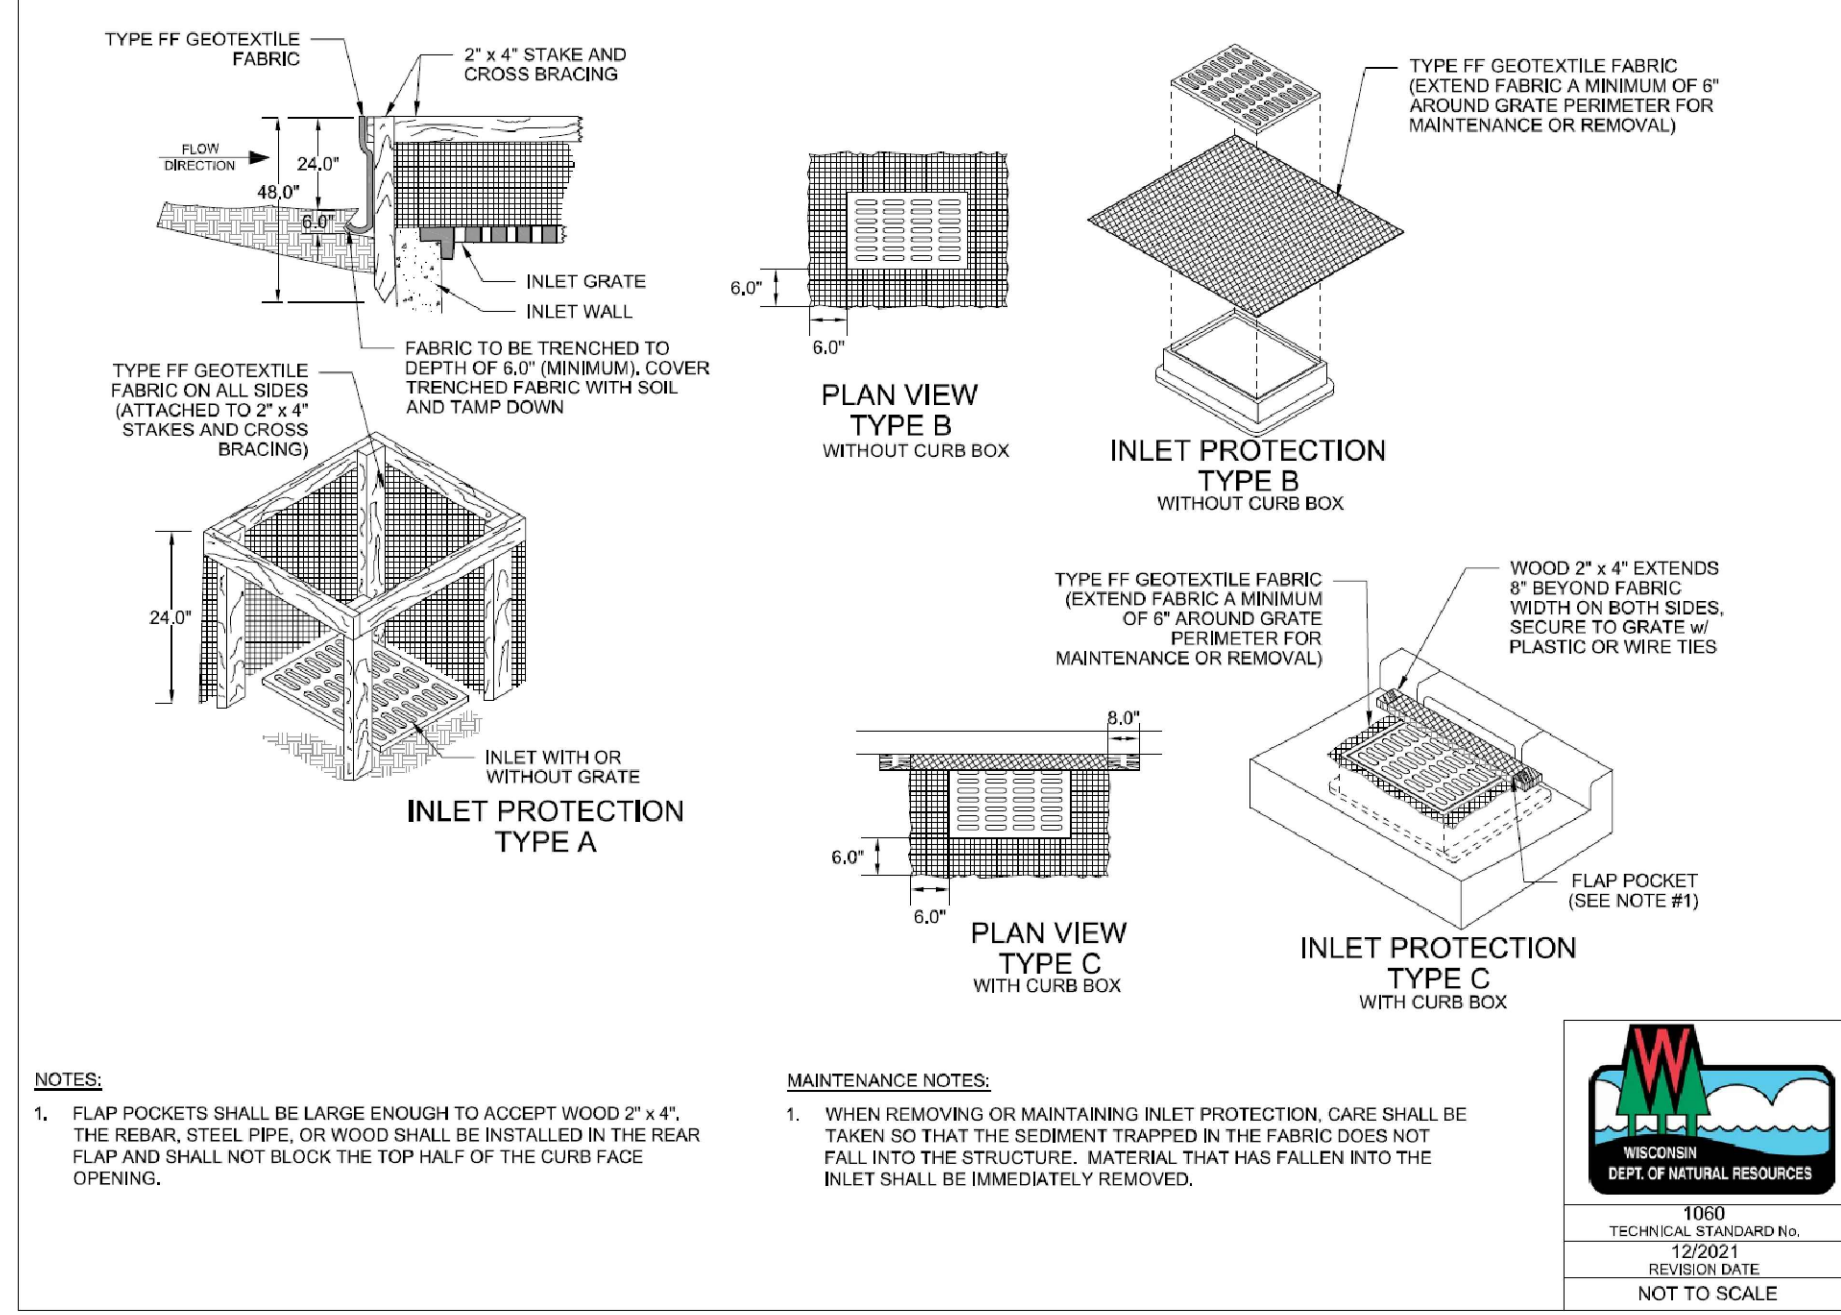 TYPE FF GEOTEXTILE
FABRIC
2" x 4" STAKE AND
CROSS BRACING
FLOW
DIRECTION
24.0"
48.0"
6.0"
INLET GRATE
INLET WALL
FABRIC TO BE TRENCHED TO
DEPTH OF 6.0" (MINIMUM). COVER
TRENCHED FABRIC WITH SOIL
AND TAMP DOWN
TYPE FF GEOTEXTILE
FABRIC ON ALL SIDES
(ATTACHED TO 2" x 4"
STAKES AND CROSS
BRACING)
24.0"
INLET WITH OR
WITHOUT GRATE
INLET PROTECTION
TYPE A
6.0"
6.0"
PLAN VIEW
TYPE B
WITHOUT CURB BOX
TYPE FF GEOTEXTILE FABRIC
(EXTEND FABRIC A MINIMUM OF 6"
AROUND GRATE PERIMETER FOR
MAINTENANCE OR REMOVAL)
INLET PROTECTION
TYPE B
WITHOUT CURB BOX
TYPE FF GEOTEXTILE FABRIC
(EXTEND FABRIC A MINIMUM
OF 6" AROUND GRATE
PERIMETER FOR
MAINTENANCE OR REMOVAL)
WOOD 2" x 4" EXTENDS
8" BEYOND FABRIC
WIDTH ON BOTH SIDES,
SECURE TO GRATE w/
PLASTIC OR WIRE TIES
8.0"
6.0"
6.0"
PLAN VIEW
TYPE C
WITH CURB BOX
FLAP POCKET
(SEE NOTE #1)
INLET PROTECTION
TYPE C
WITH CURB BOX
NOTES:
1. FLAP POCKETS SHALL BE LARGE ENOUGH TO ACCEPT WOOD 2" x 4".
THE REBAR, STEEL PIPE, OR WOOD SHALL BE INSTALLED IN THE REAR
FLAP AND SHALL NOT BLOCK THE TOP HALF OF THE CURB FACE
OPENING.
MAINTENANCE NOTES:
1. WHEN REMOVING OR MAINTAINING INLET PROTECTION, CARE SHALL BE
TAKEN SO THAT THE SEDIMENT TRAPPED IN THE FABRIC DOES NOT
FALL INTO THE STRUCTURE. MATERIAL THAT HAS FALLEN INTO THE
INLET SHALL BE IMMEDIATELY REMOVED.
W
WISCONSIN
DEPT. OF NATURAL RESOURCES
1060
TECHNICAL STANDARD No.
12/2021
REVISION DATE
NOT TO SCALE